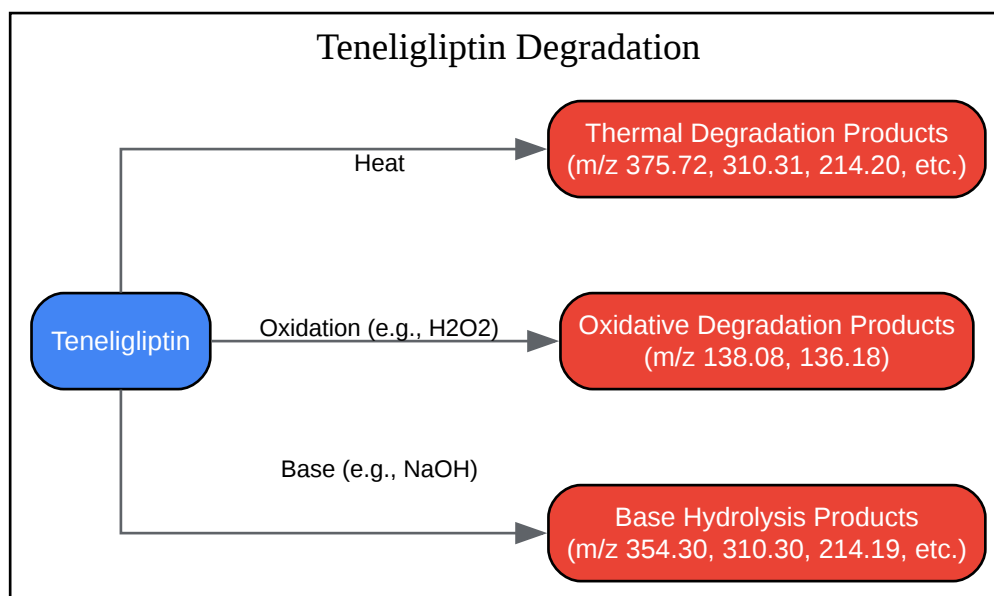 Teneligliptin Degradation
Thermal Degradation Products
(m/z 375.72, 310.31, 214.20, etc.)
Heat
Teneligliptin
Oxidation (e.g., H2O2)
Oxidative Degradation Products
(m/z 138.08, 136.18)
Base (e.g., NaOH)
Base Hydrolysis Products
(m/z 354.30, 310.30, 214.19, etc.)